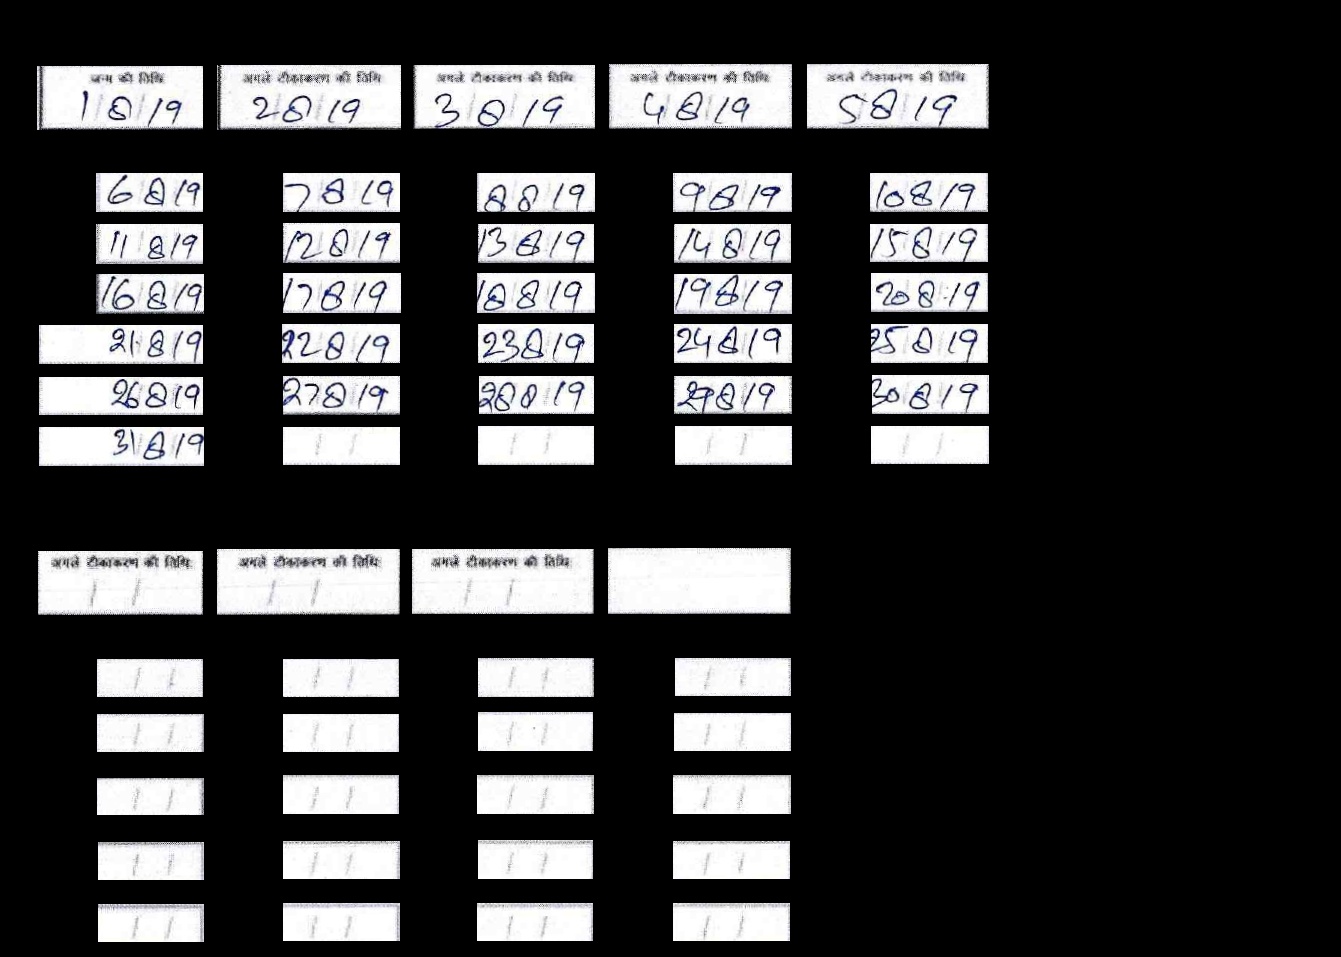 जन्म की तिथि अगले टीकाकरण की तिथि अगले टीकाकरण की तिथि अगले टीकाकरण की तिथि अगले टीकाकरण की तिथि
1/8/19 2/8/19 3/8/19 4/8/19 5/8/19
6/8/19 7/8/19 8/8/19 9/8/19 10/8/19
11/8/19 12/8/19 13/8/19 14/8/19 15/8/19
16/8/19 17/8/19 18/8/19 19/8/19 20/8/19
21/8/19 22/8/19 23/8/19 24/8/19 25/8/19
26/8/19 27/8/19 28/8/19 29/8/19 30/8/19
31/8/19 / / / / / / / /
अगले टीकाकरण की तिथि अगले टीकाकरण की तिथि अगले टीकाकरण की तिथि
/ / / / / /
/ / / / / / / /
/ / / / / / / /
/ / / / / / / /
/ / / / / / / /
/ / / / / / / /